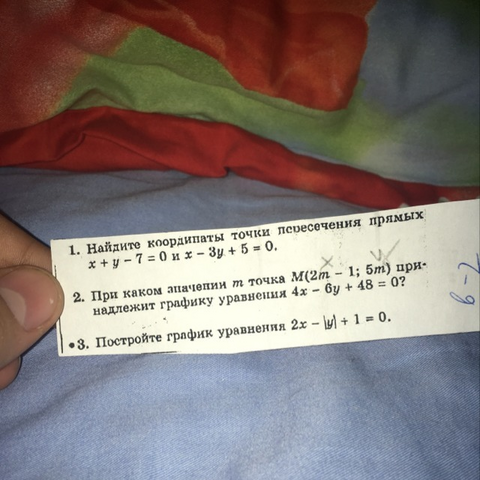 1. Найдите координаты точки пересечения прямых
x + y − 7 = 0 и x − 3y + 5 = 0.
x y
2. При каком значении m точка M(2m − 1; 5m) при-
надлежит графику уравнения 4x − 6y + 48 = 0?
•3. Постройте график уравнения 2x − |y| + 1 = 0.